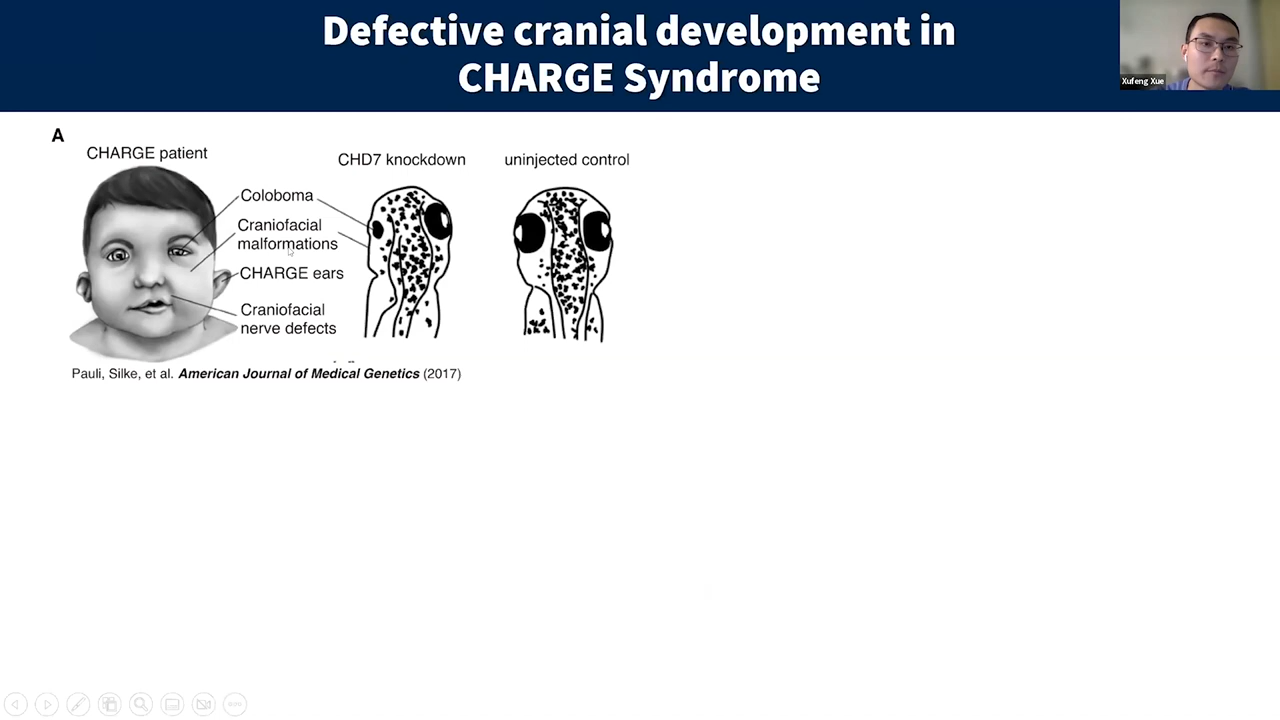 Defective cranial development in
CHARGE Syndrome
Xufeng Xue
A
CHARGE patient
CHD7 knockdown
uninjected control
Coloboma
Craniofacial
malformations
CHARGE ears
Craniofacial
nerve defects
Pauli, Silke, et al. American Journal of Medical Genetics (2017)